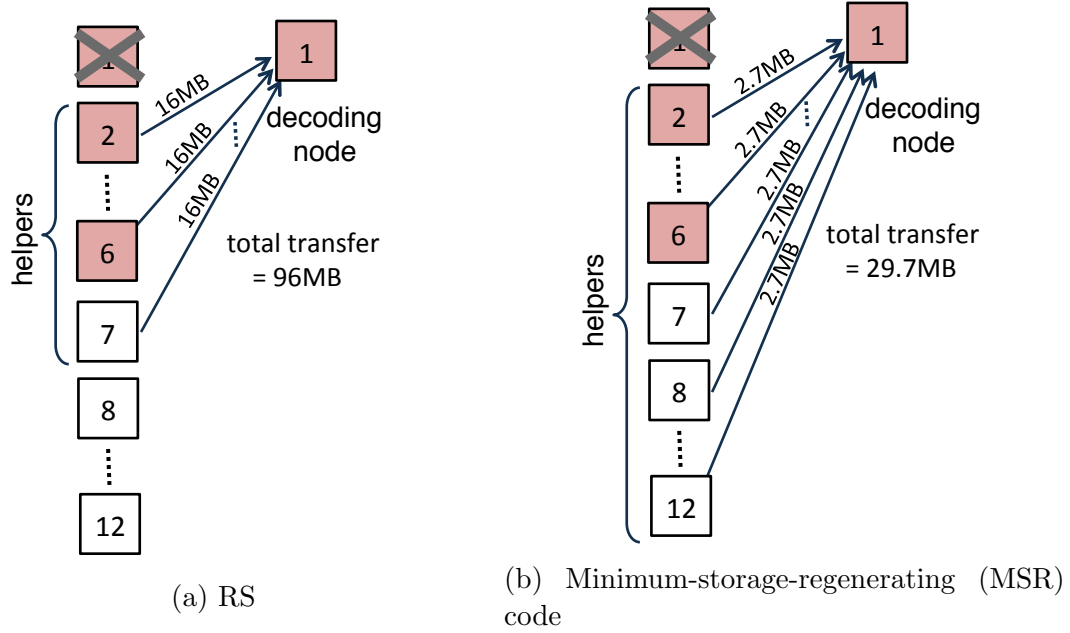 1
2
6
7
8
12
helpers
16MB
16MB
16MB
1
decoding
node
total transfer
= 96MB
(a) RS
1
2
6
7
8
12
helpers
2.7MB
2.7MB
2.7MB
2.7MB
2.7MB
1
decoding
node
total transfer
= 29.7MB
(b) Minimum-storage-regenerating (MSR)
code